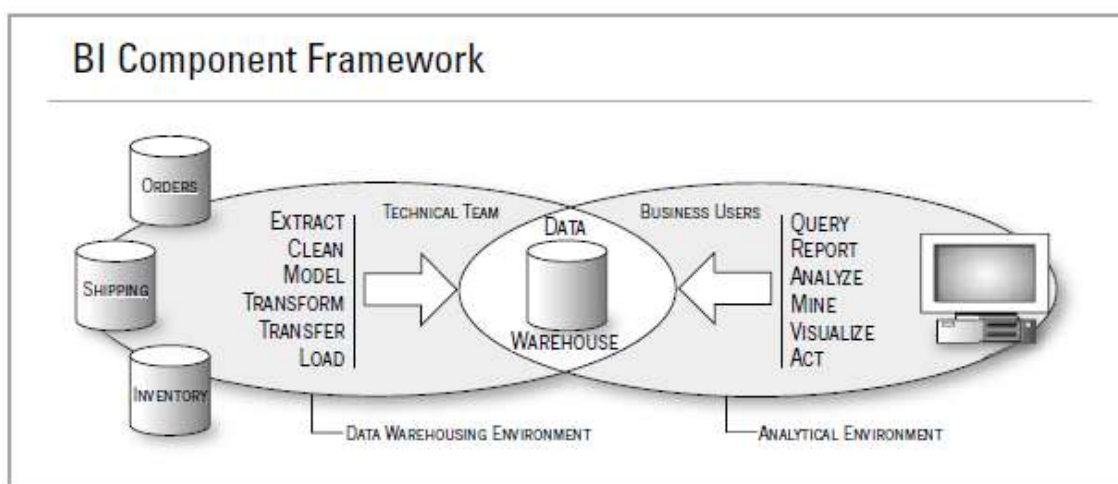 BI Component Framework
ORDERS
SHIPPING
INVENTORY
TECHNICAL TEAM
EXTRACT
CLEAN
MODEL
TRANSFORM
TRANSFER
LOAD
DATA
WAREHOUSE
BUSINESS USERS
QUERY
REPORT
ANALYZE
MINE
VISUALIZE
ACT
DATA WAREHOUSING ENVIRONMENT
ANALYTICAL ENVIRONMENT